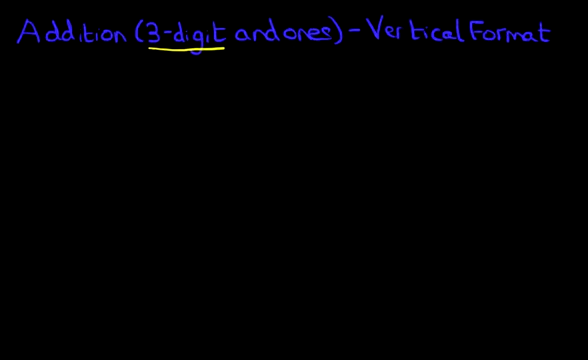 Addition (3-digit and ones) - Vertical Format